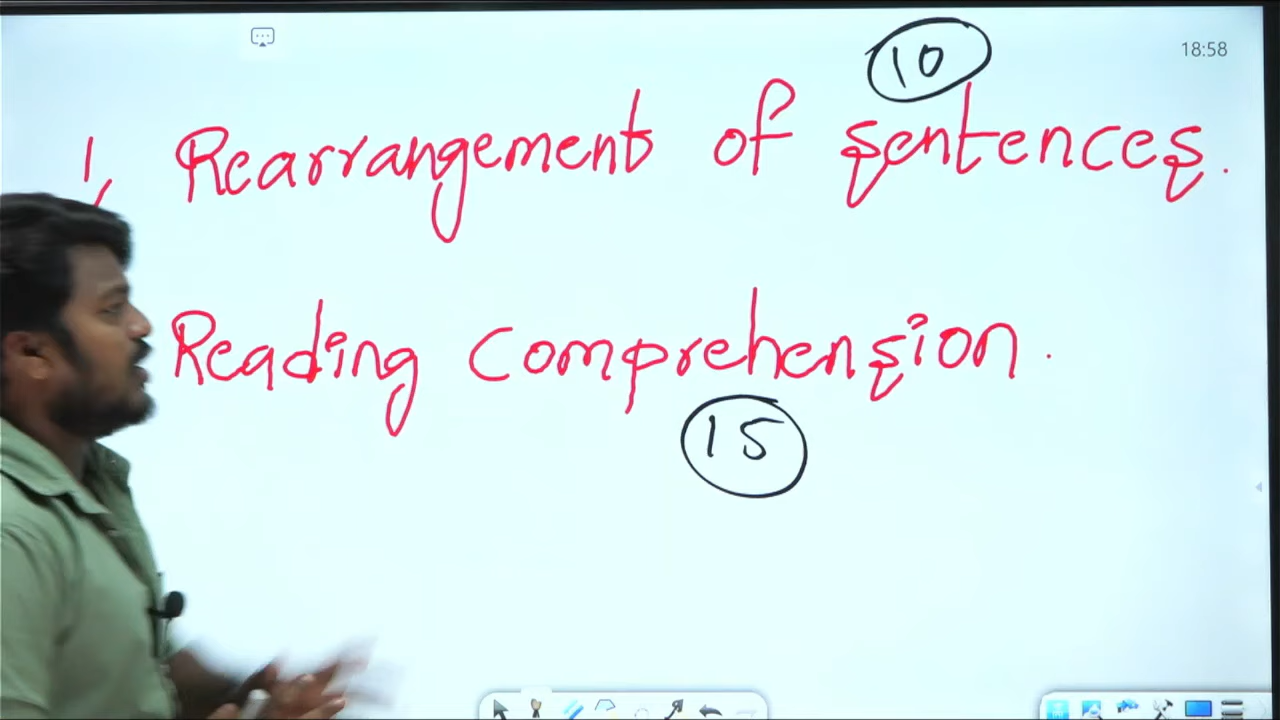 10
18:58
1, Rearrangement of sentences.
Reading comprehension.
15